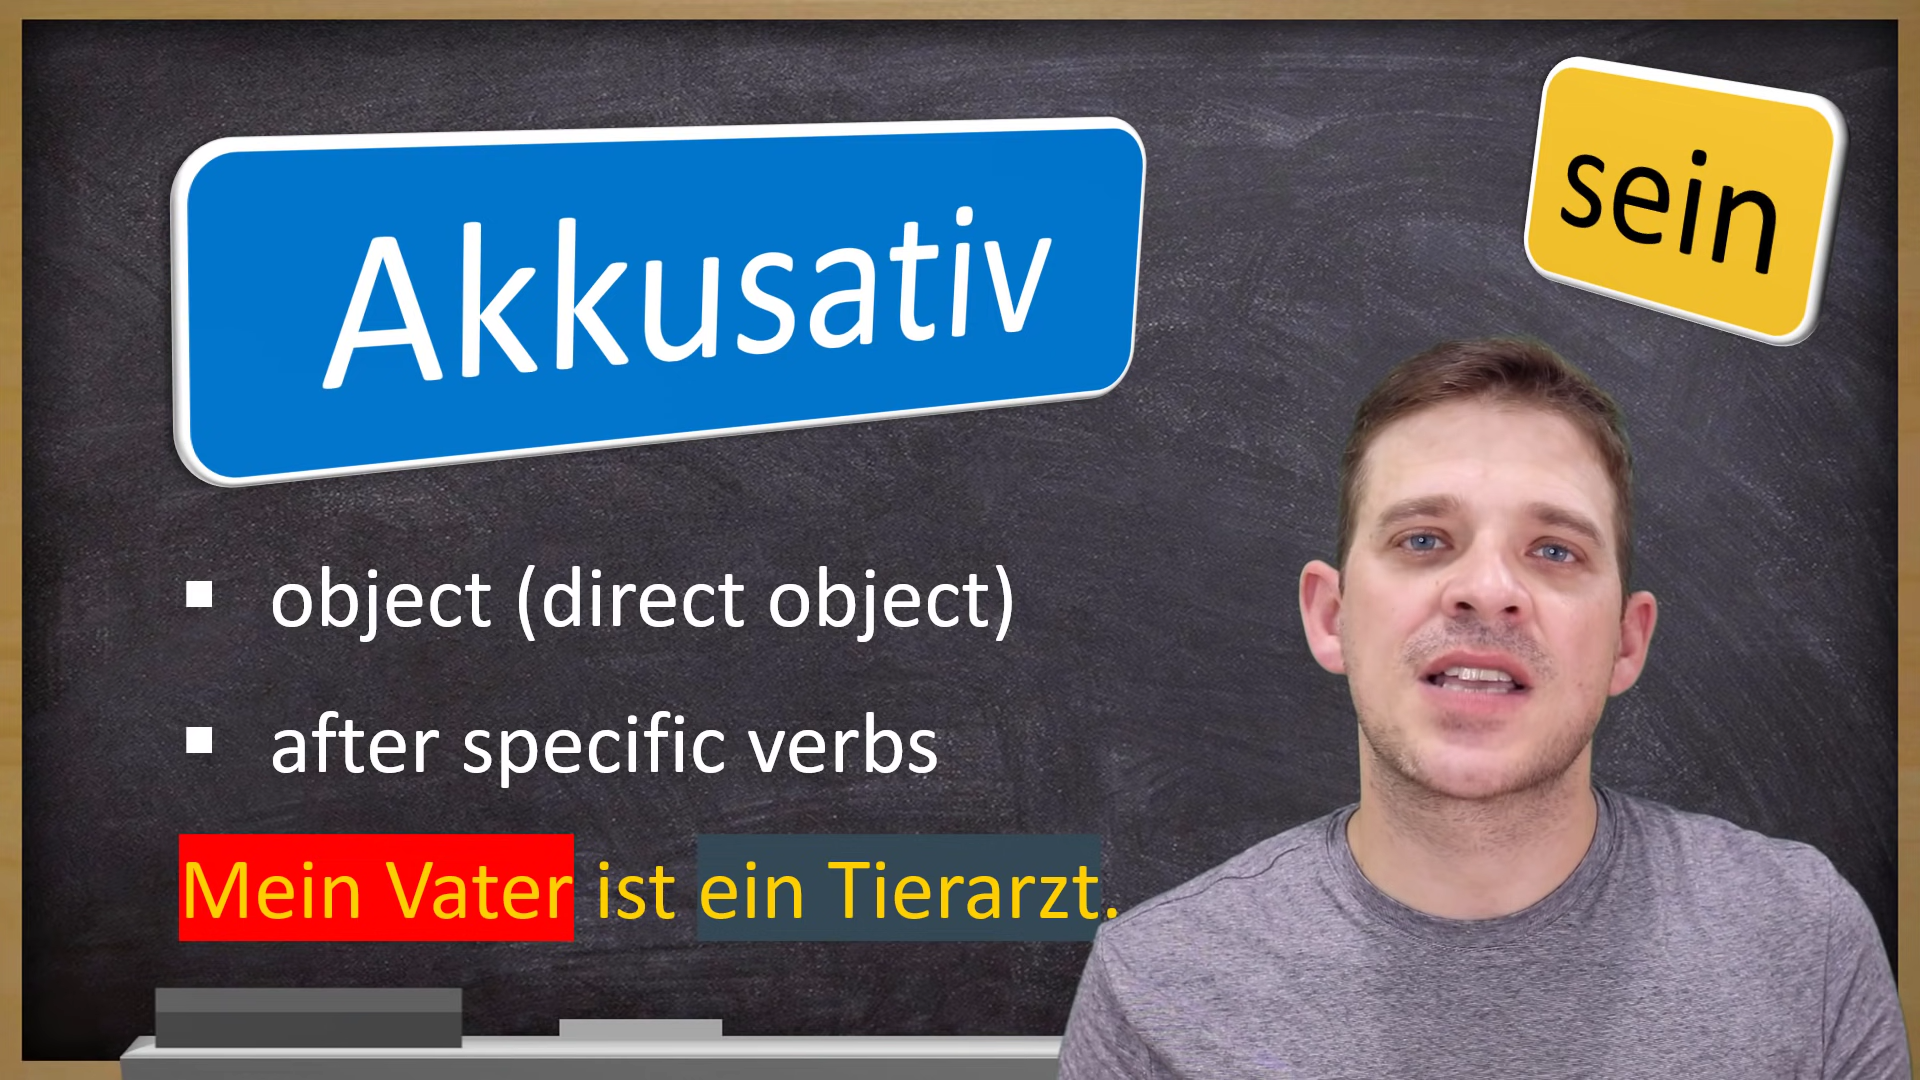 Akkusativ
sein
object (direct object)
after specific verbs
Mein Vater ist ein Tierarzt.